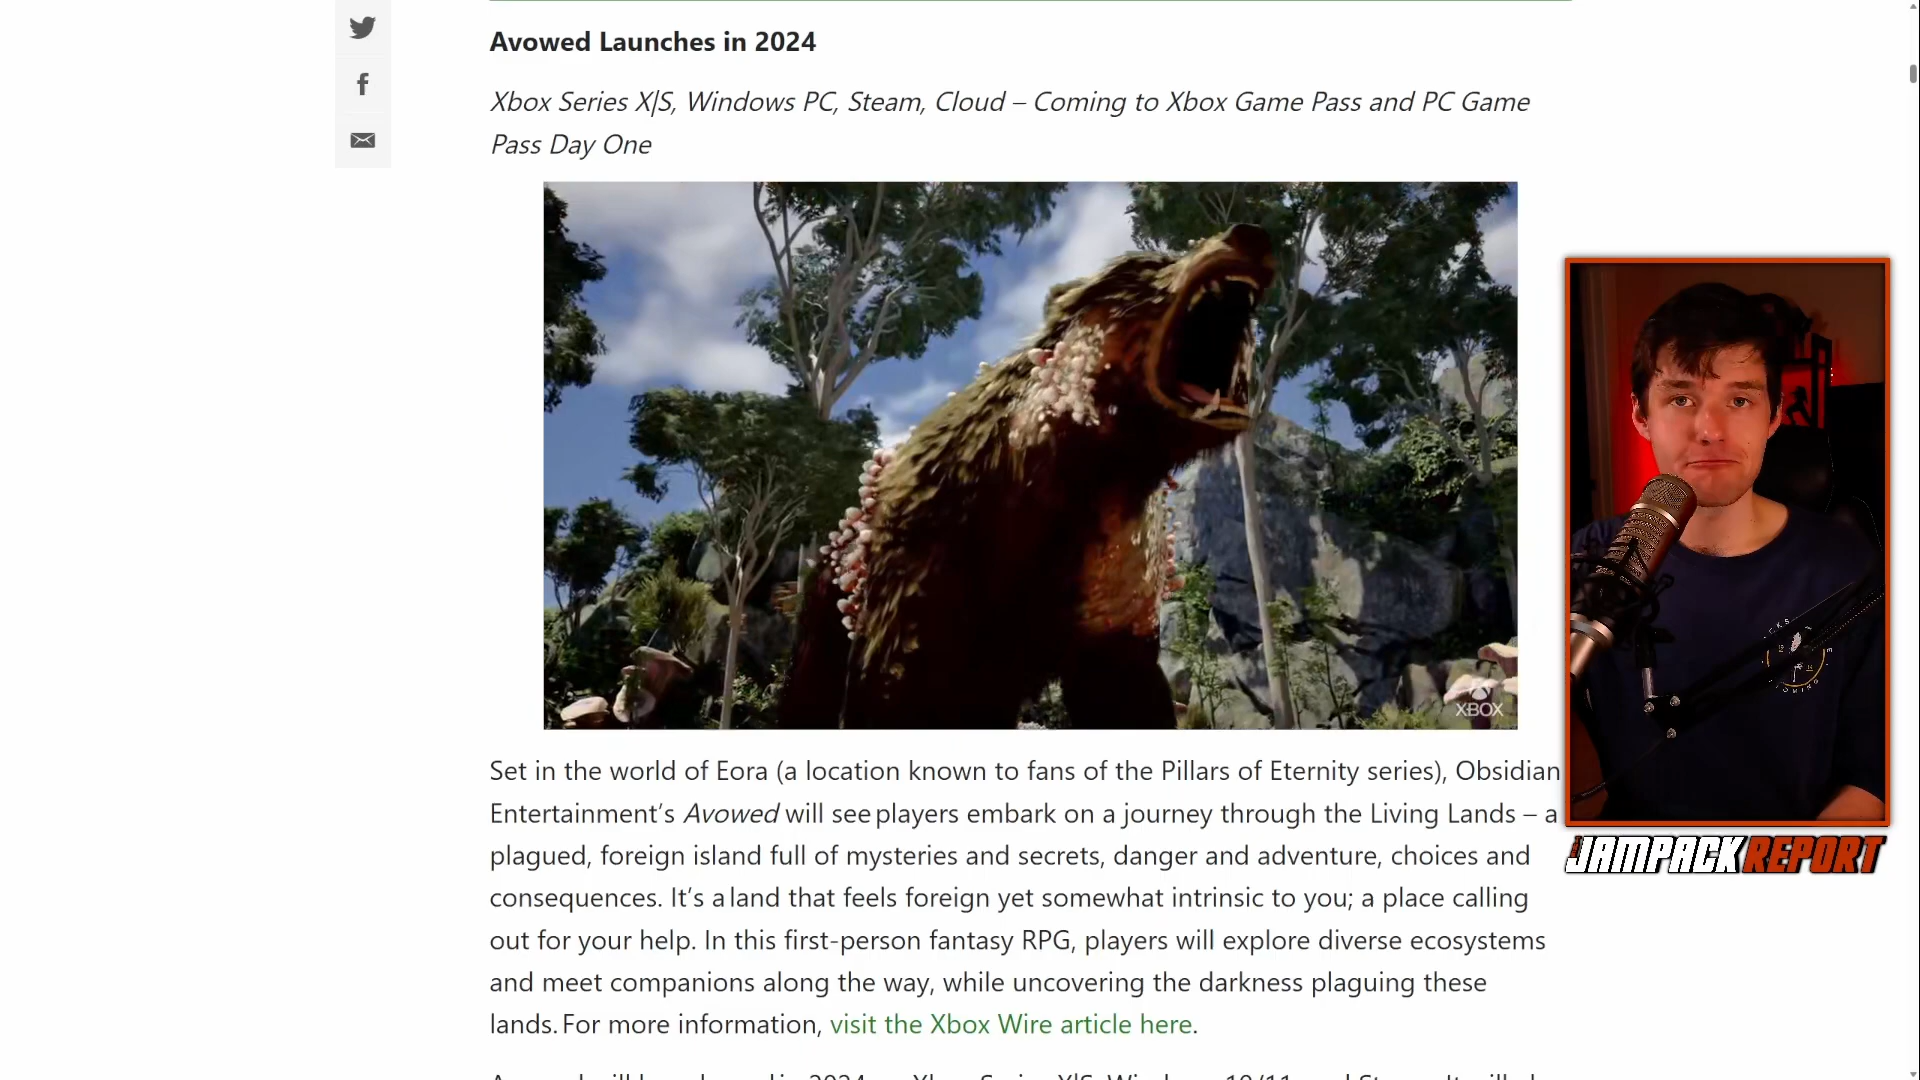 Avowed Launches in 2024
Xbox Series X|S, Windows PC, Steam, Cloud – Coming to Xbox Game Pass and PC Game
Pass Day One
XBOX
Set in the world of Eora (a location known to fans of the Pillars of Eternity series), Obsidian
Entertainment’s Avowed will see players embark on a journey through the Living Lands – a
plagued, foreign island full of mysteries and secrets, danger and adventure, choices and
consequences. It’s a land that feels foreign yet somewhat intrinsic to you; a place calling
out for your help. In this first-person fantasy RPG, players will explore diverse ecosystems
and meet companions along the way, while uncovering the darkness plaguing these
lands. For more information, visit the Xbox Wire article here.
JAMPACK REPORT